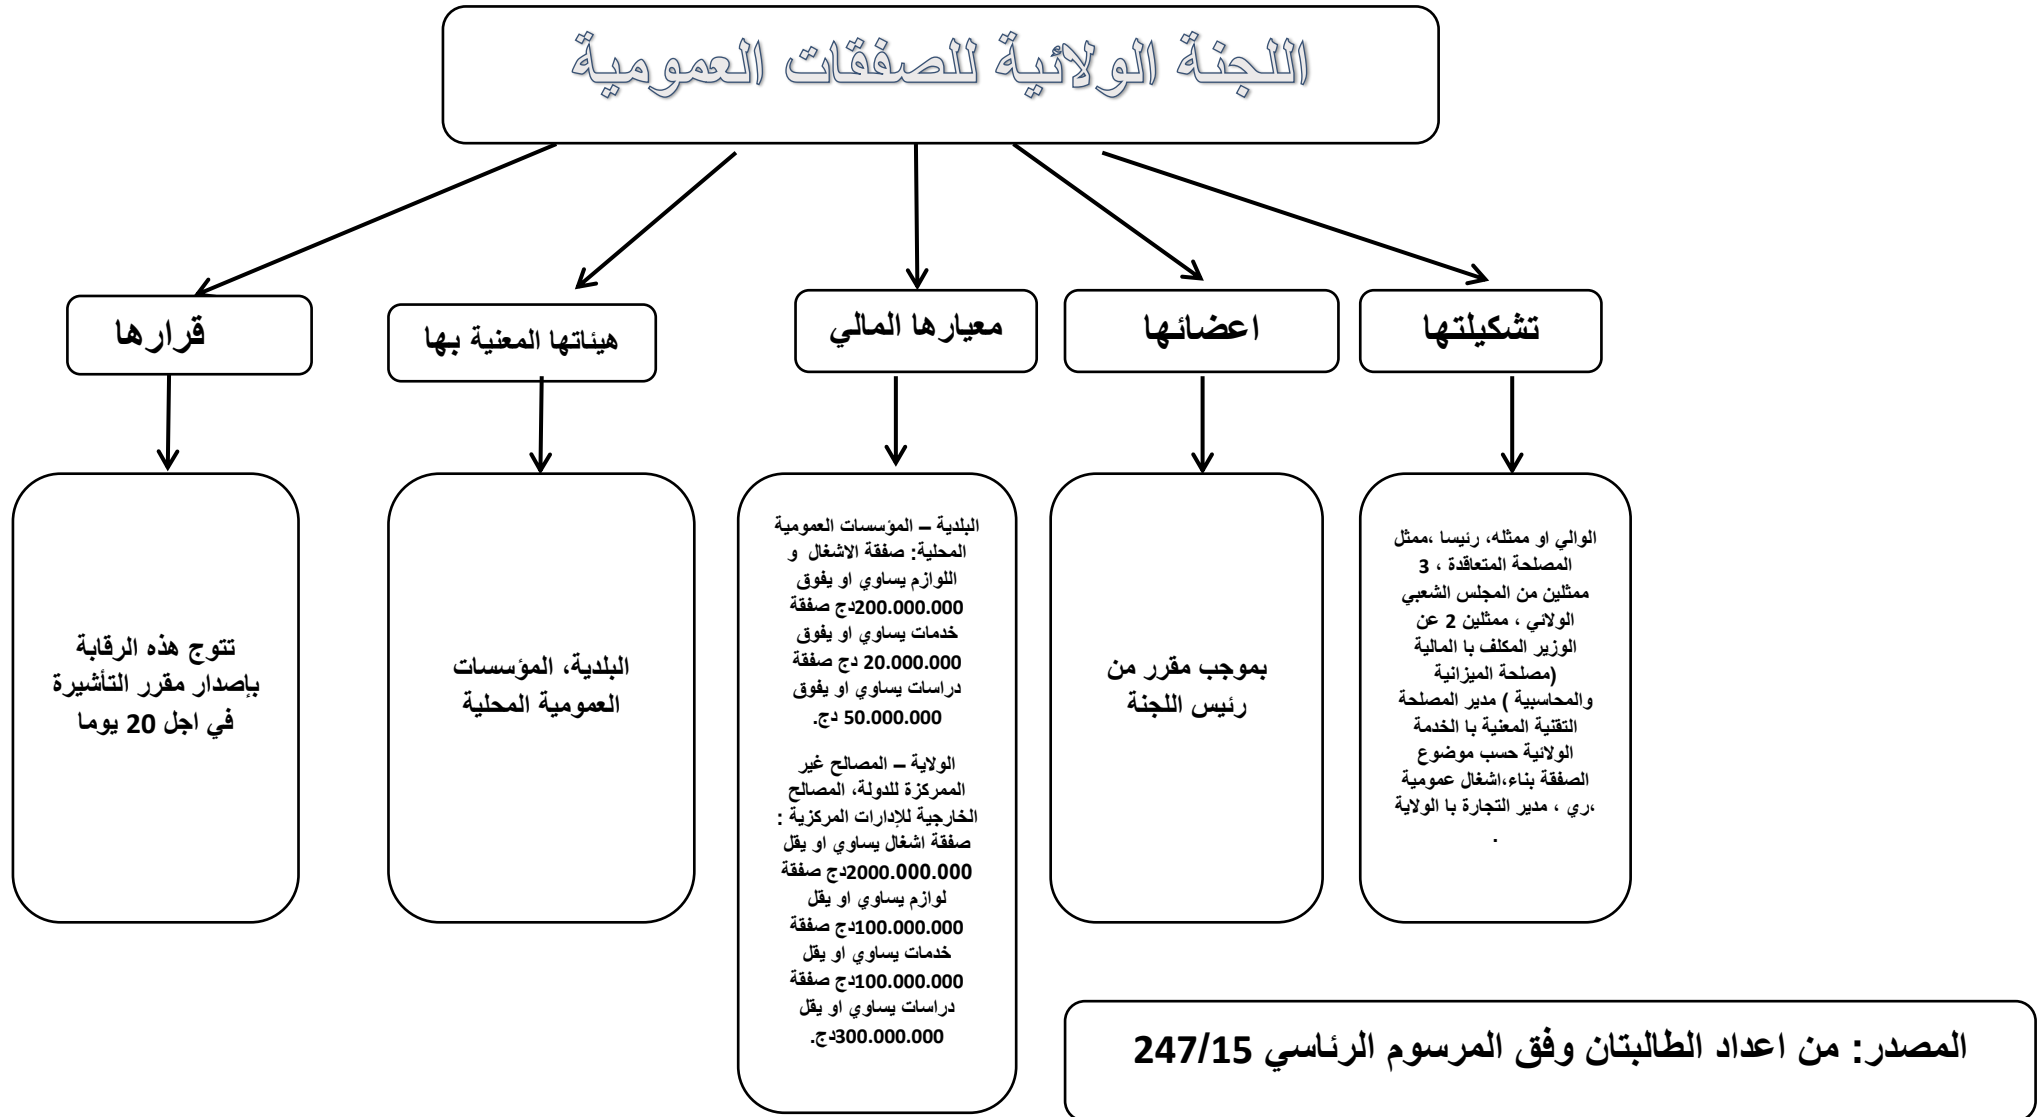 اللجنة الولائية للصفقات العمومية
تشكيلتها
اعضائها
معيارها المالي
هيئاتها المعنية بها
قرارها
الوالي او ممثله، رئيسا ،ممثل
المصلحة المتعاقدة ، 3
ممثلين من المجلس الشعبي
الولائي ، ممثلين 2 عن
الوزير المكلف با المالية
(مصلحة الميزانية
والمحاسبية ) مدير المصلحة
التقنية المعنية با الخدمة
الولائية حسب موضوع
الصفقة بناء،اشغال عمومية
،ري ، مدير التجارة با الولاية
.
بموجب مقرر من
رئيس اللجنة
البلدية – المؤسسات العمومية
المحلية: صفقة الاشغال و
اللوازم يساوي او يفوق
200.000.000دج صفقة
خدمات يساوي او يفوق
20.000.000 دج صفقة
دراسات يساوي او يفوق
50.000.000 دج.
الولاية – المصالح غير
الممركزة للدولة، المصالح
الخارجية للإدارات المركزية :
صفقة اشغال يساوي او يقل
2000.000.000دج صفقة
لوازم يساوي او يقل
100.000.000دج صفقة
خدمات يساوي او يقل
100.000.000دج صفقة
دراسات يساوي او يقل
300.000.000دج.
البلدية، المؤسسات
العمومية المحلية
تتوج هذه الرقابة
بإصدار مقرر التأشيرة
في اجل 20 يوما
المصدر: من اعداد الطالبتان وفق المرسوم الرئاسي 247/15